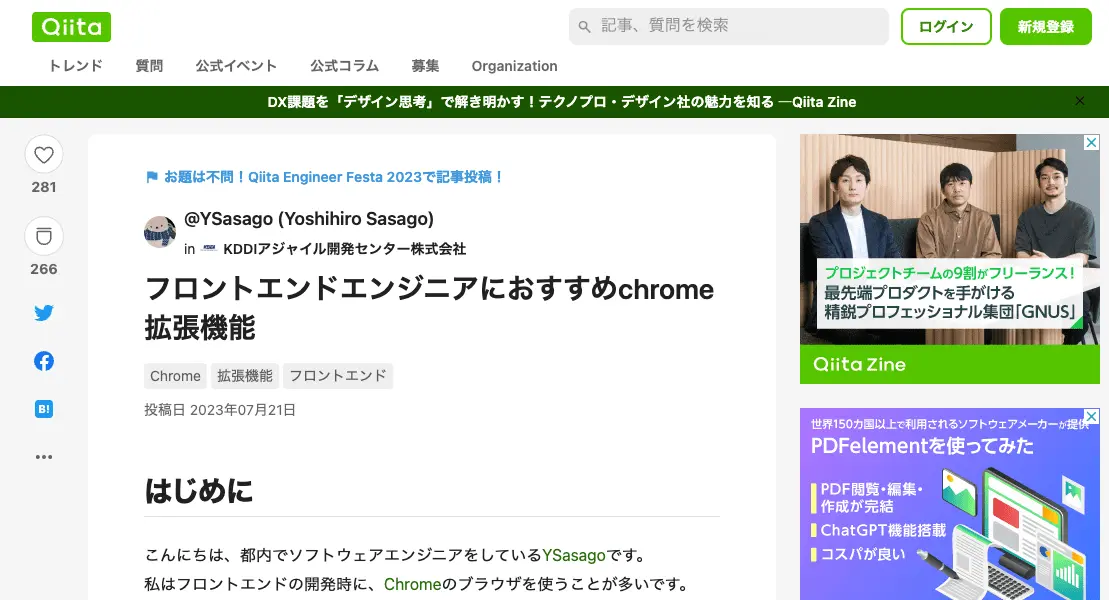 Qiita
記事、質問を検索
ログイン
新規登録
トレンド 質問 公式イベント 公式コラム 募集 Organization
DX課題を「デザイン思考」で解き明かす！テクノプロ・デザイン社の魅力を知る —Qiita Zine
281
266
B!
お題は不問！Qiita Engineer Festa 2023で記事投稿！
@YSasago (Yoshihiro Sasago)
in KDDI KDDIアジャイル開発センター株式会社
フロントエンドエンジニアにおすすめchrome
拡張機能
Chrome 拡張機能 フロントエンド
投稿日 2023年07月21日
はじめに
こんにちは、都内でソフトウェアエンジニアをしているYSasagoです。
私はフロントエンドの開発時に、Chromeのブラウザを使うことが多いです。
プロジェクトチームの9割がフリーランス！
最先端プロダクトを手がける
精鋭プロフェッショナル集団「GNUS」
Qiita Zine
世界150カ国以上で利用されるソフトウェアメーカーが提供
PDFelementを使ってみた
PDF閲覧・編集・
作成が完結
ChatGPT機能搭載
コスパが良い